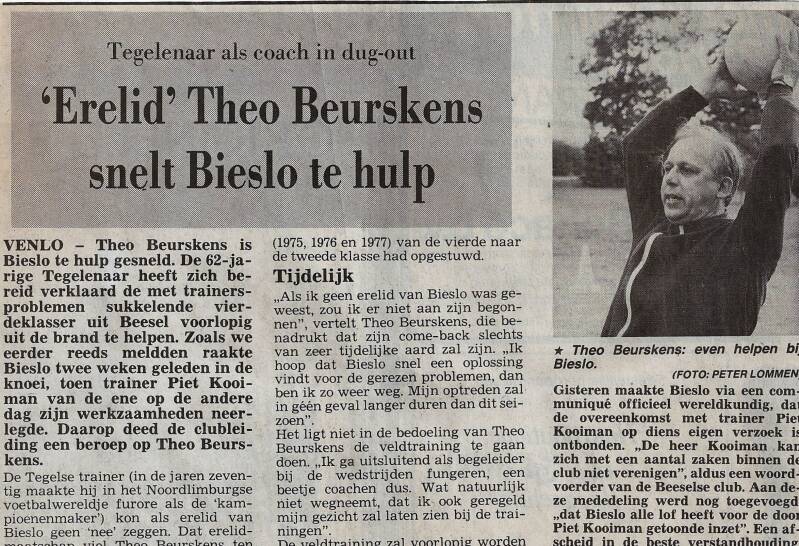 Tegelenaar als coach in dug-out
‘Erelid’ Theo Beurskens
snelt Bieslo te hulp
VENLO – Theo Beurskens is
Bieslo te hulp gesneld. De 62-ja-
rige Tegelenaar heeft zich be-
reid verklaard de met trainers-
problemen sukkelende vier-
deklasser uit Beesel voorlopig
uit de brand te helpen. Zoals we
eerder reeds meldden raakte
Bieslo twee weken geleden in de
knoei, toen trainer Piet Kooi-
man van de ene op de andere
dag zijn werkzaamheden neer-
legde. Daarop deed de clublei-
ding een beroep op Theo Beurs-
kens.
De Tegelse trainer (in de jaren zeven-
tig maakte hij in het Noordlimburgse
voetbalwereldje furore als de ‘kam-
pioenenmaker’) kon als erelid van
Bieslo geen ‘nee’ zeggen. Dat erelid-
maatschap viel Theo Beurskens ten
(1975, 1976 en 1977) van de vierde naar
de tweede klasse had opgestuwd.
Tijdelijk
„Als ik geen erelid van Bieslo was ge-
weest, zou ik er niet aan zijn begon-
nen”, vertelt Theo Beurskens, die be-
nadrukt dat zijn come-back slechts
van zeer tijdelijke aard zal zijn. „Ik
hoop dat Bieslo snel een oplossing
vindt voor de gerezen problemen, dan
ben ik zo weer weg. Mijn optreden zal
in géén geval langer duren dan dit sei-
zoen”.
Het ligt niet in de bedoeling van Theo
Beurskens de veldtraining te gaan
doen. „Ik ga uitsluitend als begeleider
bij de wedstrijden fungeren, een
beetje coachen dus. Wat natuurlijk
niet wegneemt, dat ik ook geregeld
mijn gezicht zal laten zien bij de trai-
ningen”.
De veldtraining zal voorlopig worden
★ Theo Beurskens: even helpen bij
Bieslo.
(FOTO: PETER LOMMEN
Gisteren maakte Bieslo via een com-
muniqué officieel wereldkundig, dat
de overeenkomst met trainer Piet
Kooiman op diens eigen verzoek is
ontbonden. „De heer Kooiman kan
zich met een aantal zaken binnen de
club niet verenigen”, aldus een woord-
voerder van de Beeselse club. Aan de-
ze mededeling werd nog toegevoegd
„dat Bieslo alle lof heeft voor de door
Piet Kooiman getoonde inzet”. Een af-
scheid in de beste verstandhouding